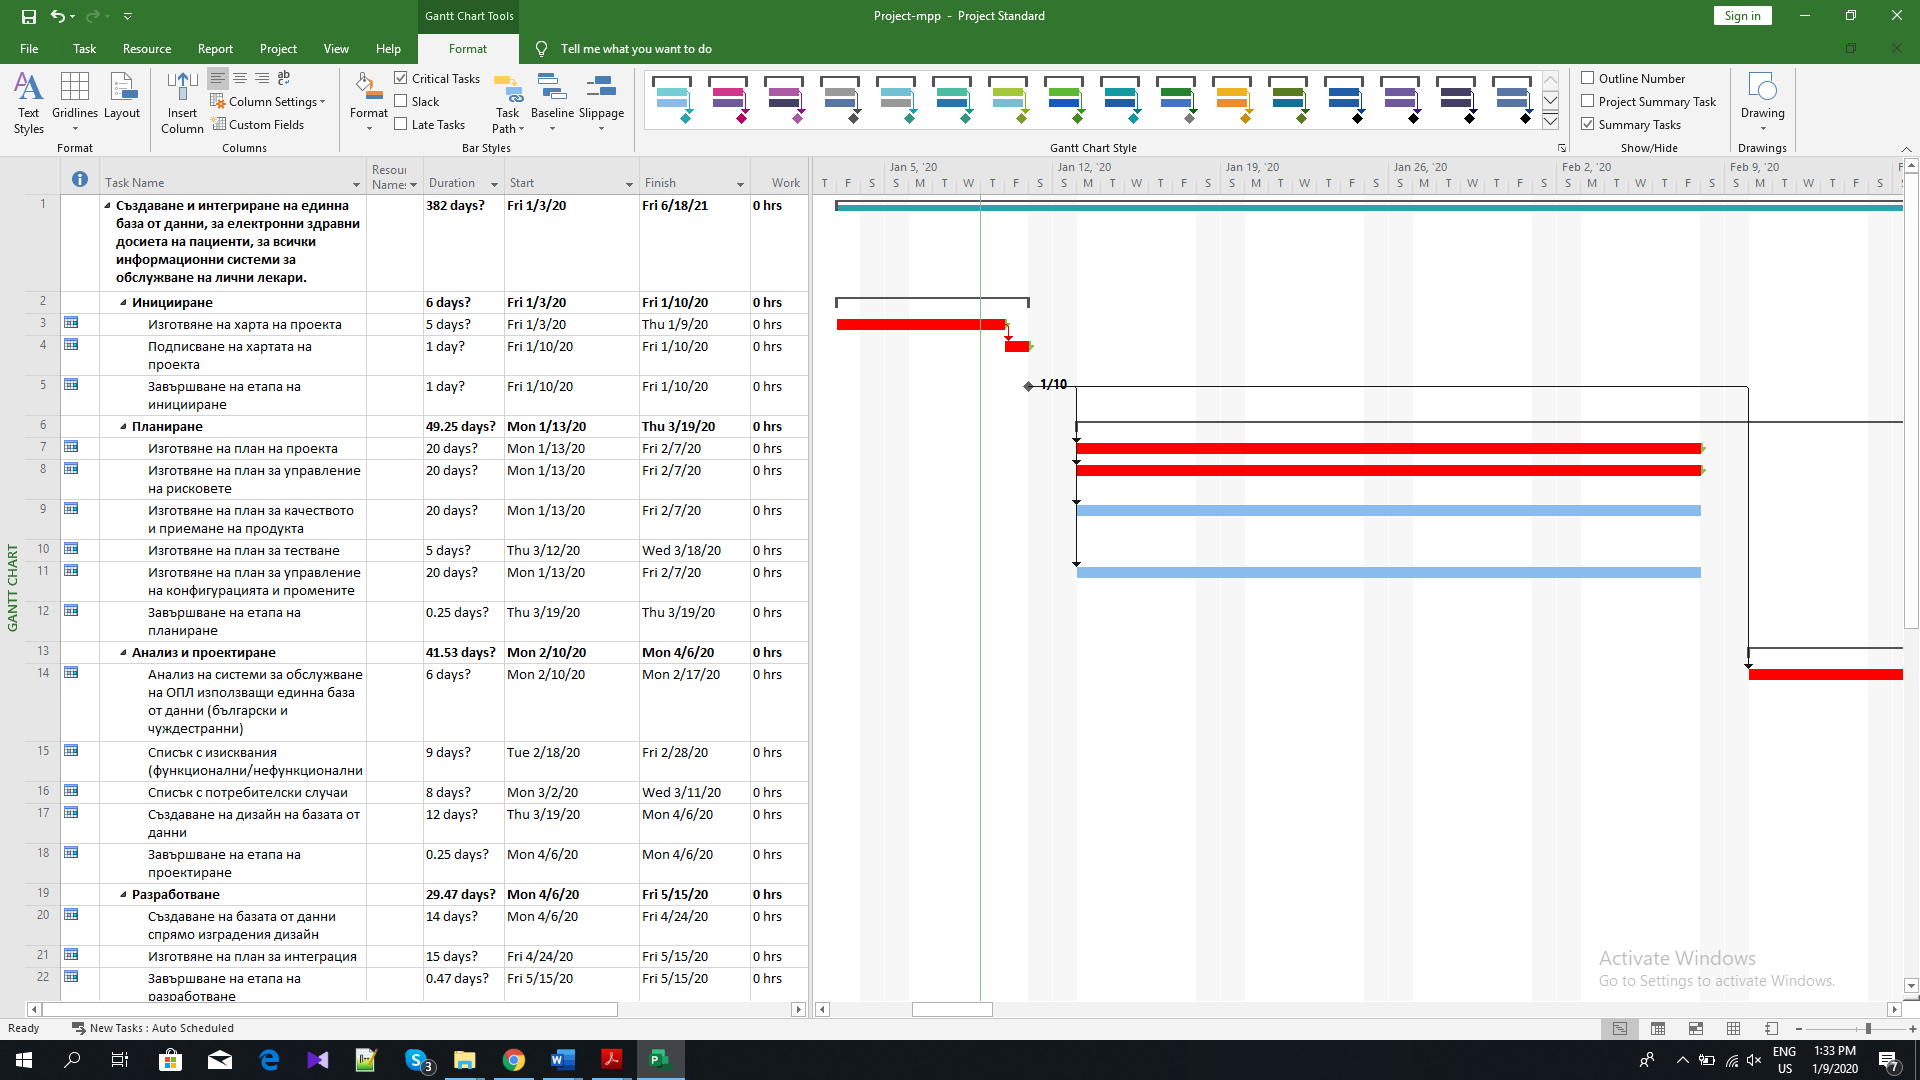 Gantt Chart Tools
Project-mpp - Project Standard
Sign in
File Task Resource Report Project View Help Format Tell me what you want to do
Text Styles
Gridlines
Layout
Format
Insert Column
Column Settings
Custom Fields
Columns
Format
Critical Tasks
Slack
Late Tasks
Task Path
Baseline
Slippage
Bar Styles
Gantt Chart Style
Outline Number
Project Summary Task
Summary Tasks
Show/Hide
Drawing
Drawings
Task Name
Resour
Names
Duration Start Finish Work
Jan 5, '20 Jan 12, '20 Jan 19, '20 Jan 26, '20 Feb 2, '20 Feb 9, '20
T F S S M T W T F S S M T W T F S S M T W T F S S M T W T F S S M T W T F S S M T W T F S
1 Създаване и интегриране на единна 382 days? Fri 1/3/20 Fri 6/18/21 0 hrs
база от данни, за електронни здравни
досиета на пациенти, за всички
информационни системи за
обслужване на лични лекари.
2 Иницииране 6 days? Fri 1/3/20 Fri 1/10/20 0 hrs
3 Изготвяне на харта на проекта 5 days? Fri 1/3/20 Thu 1/9/20 0 hrs
4 Подписване на хартата на 1 day? Fri 1/10/20 Fri 1/10/20 0 hrs
проекта
5 Завършване на етапа на 1 day? Fri 1/10/20 Fri 1/10/20 0 hrs 1/10
иницииране
6 Планиране 49.25 days? Mon 1/13/20 Thu 3/19/20 0 hrs
7 Изготвяне на план на проекта 20 days? Mon 1/13/20 Fri 2/7/20 0 hrs
8 Изготвяне на план за управление 20 days? Mon 1/13/20 Fri 2/7/20 0 hrs
на рисковете
9 Изготвяне на план за качеството 20 days? Mon 1/13/20 Fri 2/7/20 0 hrs
и приемане на продукта
10 Изготвяне на план за тестване 5 days? Thu 3/12/20 Wed 3/18/20 0 hrs
11 Изготвяне на план за управление 20 days? Mon 1/13/20 Fri 2/7/20 0 hrs
на конфигурацията и промените
12 Завършване на етапа на 0.25 days? Thu 3/19/20 Thu 3/19/20 0 hrs
планиране
13 Анализ и проектиране 41.53 days? Mon 2/10/20 Mon 4/6/20 0 hrs
14 Анализ на системи за обслужване 6 days? Mon 2/10/20 Mon 2/17/20 0 hrs
на ОПЛ използващи единна база
от данни (български и
чуждестранни)
15 Списък с изисквания 9 days? Tue 2/18/20 Fri 2/28/20 0 hrs
(функционални/нефункционални
16 Списък с потребителски случаи 8 days? Mon 3/2/20 Wed 3/11/20 0 hrs
17 Създаване на дизайн на базата от 12 days? Thu 3/19/20 Mon 4/6/20 0 hrs
данни
18 Завършване на етапа на 0.25 days? Mon 4/6/20 Mon 4/6/20 0 hrs
проектиране
19 Разработване 29.47 days? Mon 4/6/20 Fri 5/15/20 0 hrs
20 Създаване на базата от данни 14 days? Mon 4/6/20 Fri 4/24/20 0 hrs
спрямо изградения дизайн
21 Изготвяне на план за интеграция 15 days? Fri 4/24/20 Fri 5/15/20 0 hrs
22 Завършване на етапа на 0.47 days? Fri 5/15/20 Fri 5/15/20 0 hrs
разработване
GANTT CHART
Activate Windows
Go to Settings to activate Windows.
Ready New Tasks : Auto Scheduled
3
ENG
US
1:33 PM
1/9/2020
7